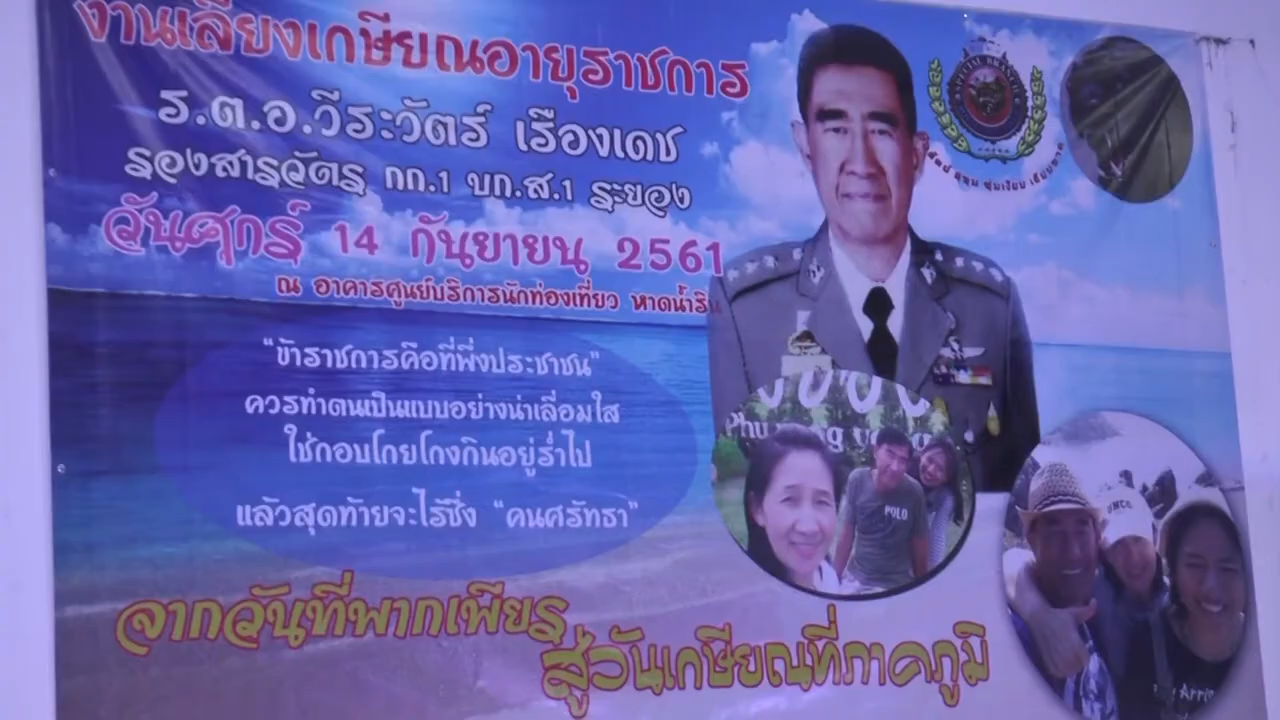 งานเลี้ยงเกษียณอายุราชการ
ร.ต.อ.วีระวัตร์ เรืองเดช
รองสารวัตร กก.1 บก.ส.1 ระยอง
วันศุกร์ 14 กันยายน 2561
ณ อาคารศูนย์บริการนักท่องเที่ยว หาดน้ำริน
"ข้าราชการคือที่พึ่งประชาชน"
ควรทำตนเป็นแบบอย่างน่าเลื่อมใส
ใช่กอบโกยโกงกินอยู่ร่ำไป
แล้วสุดท้ายจะไร้ซึ่ง "คนศรัทธา"
จากวันที่พากเพียร
สู่วันเกษียณที่ภาคภูมิ
SPECIAL BRANCH
POLO